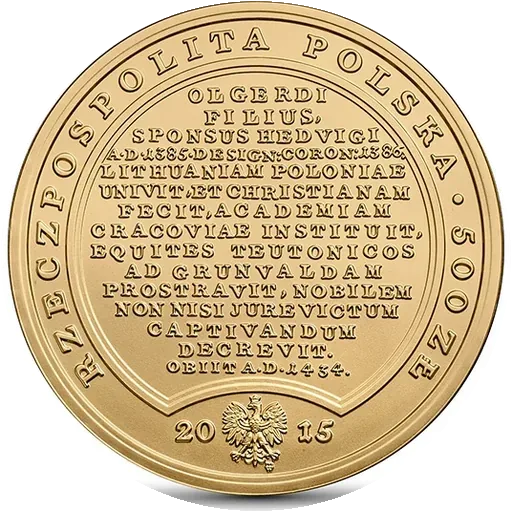 RZECZPOSPOLITA POLSKA · 500 ZŁ
OLGERDI
FILIUS,
SPONSUS HEDVIGI
A.D.1385.DESIGN:CORON:1386.
LITHUANIAM POLONIAE
UNIVIT,ET CHRISTIANAM
FECIT, ACADEMIAM
CRACOVIAE INSTITUIT,
EQUITES TEUTONICOS
AD GRUNVALDAM
PROSTRAVIT, NOBILEM
NON NISI JURE VICTUM
CAPTIVANDUM
DECREVIT.
OBIIT A.D. 1434.
20 15